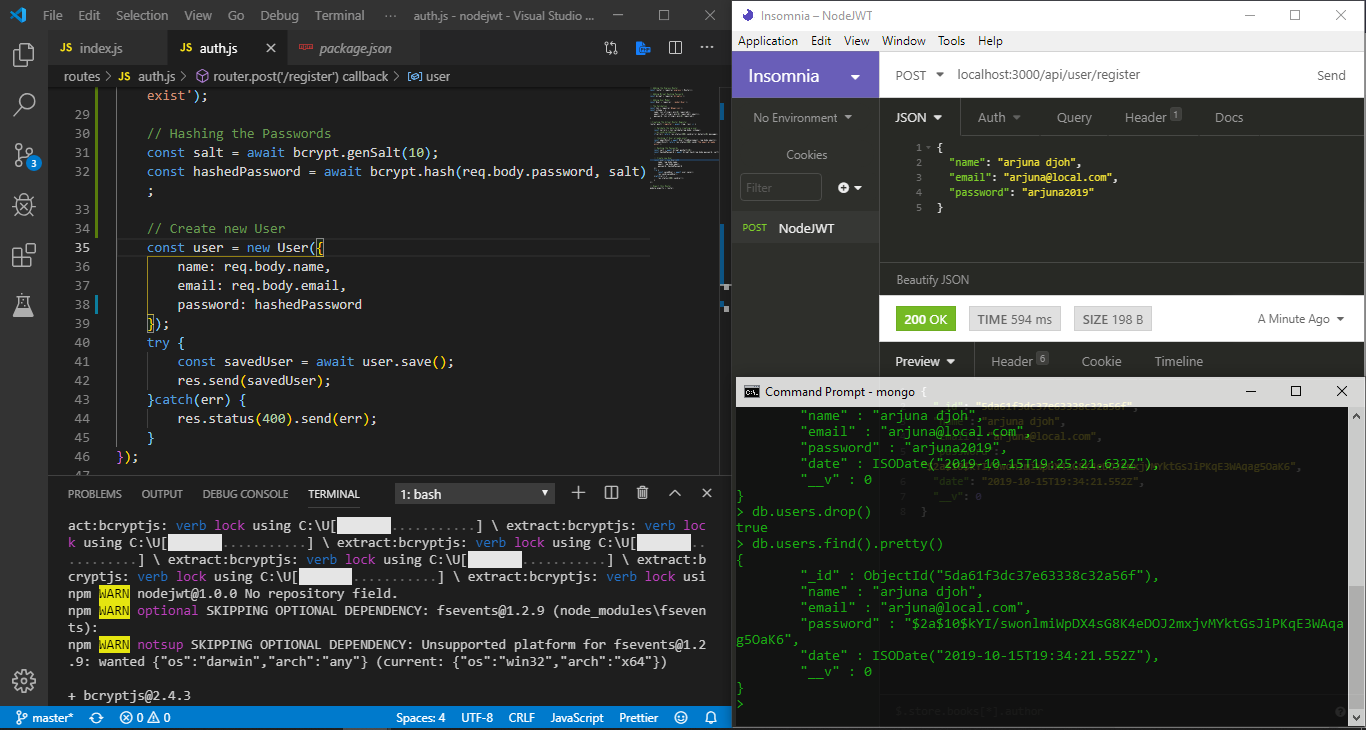 File Edit Selection View Go Debug Terminal ··· auth.js - nodejwt - Visual Studio ...
JS index.js JS auth.js npm package.json
routes > JS auth.js > router.post('/register') callback > user
exist');
29
30 // Hashing the Passwords
31 const salt = await bcrypt.genSalt(10);
32 const hashedPassword = await bcrypt.hash(req.body.password, salt)
;
33
34 // Create new User
35 const user = new User({
36 name: req.body.name,
37 email: req.body.email,
38 password: hashedPassword
39 });
40 try {
41 const savedUser = await user.save();
42 res.send(savedUser);
43 }catch(err) {
44 res.status(400).send(err);
45 }
46 });
47
3
PROBLEMS OUTPUT DEBUG CONSOLE TERMINAL 1: bash
act:bcryptjs: verb lock using C:\U[ ...........] \ extract:bcryptjs: verb loc
k using C:\U[ ...........] \ extract:bcryptjs: verb lock using C:\U[ ..
.........] \ extract:bcryptjs: verb lock using C:\U[ ...........] \ extract:b
cryptjs: verb lock using C:\U[ ...........] \ extract:bcryptjs: verb lock usi
npm WARN nodejwt@1.0.0 No repository field.
npm WARN optional SKIPPING OPTIONAL DEPENDENCY: fsevents@1.2.9 (node_modules\fseven
ts):
npm WARN notsup SKIPPING OPTIONAL DEPENDENCY: Unsupported platform for fsevents@1.2
.9: wanted {"os":"darwin","arch":"any"} (current: {"os":"win32","arch":"x64"})
+ bcryptjs@2.4.3
master* 0 0 Spaces: 4 UTF-8 CRLF JavaScript Prettier
Insomnia – NodeJWT
Application Edit View Window Tools Help
Insomnia POST localhost:3000/api/user/register Send
No Environment JSON Auth Query Header 1 Docs
Cookies
Filter
POST NodeJWT
1 {
2 "name": "arjuna djoh",
3 "email": "arjuna@local.com",
4 "password": "arjuna2019"
5 }
Beautify JSON
200 OK TIME 594 ms SIZE 198 B A Minute Ago
Preview Header 6 Cookie Timeline
Command Prompt - mongo
"name" : "arjuna djoh",
"email" : "arjuna@local.com",
"password" : "arjuna2019",
"date" : ISODate("2019-10-15T19:25:21.632Z"),
"__v" : 0
}
> db.users.drop()
true
> db.users.find().pretty()
{
"_id" : ObjectId("5da61f3dc37e63338c32a56f"),
"name" : "arjuna djoh",
"email" : "arjuna@local.com",
"password" : "$2a$10$kYI/swonlmiWpDX4sG8K4eDOJ2mxjvMYktGsJiPKqE3WAqa
g5OaK6",
"date" : ISODate("2019-10-15T19:34:21.552Z"),
"__v" : 0
}
>
$.store.books[*].author